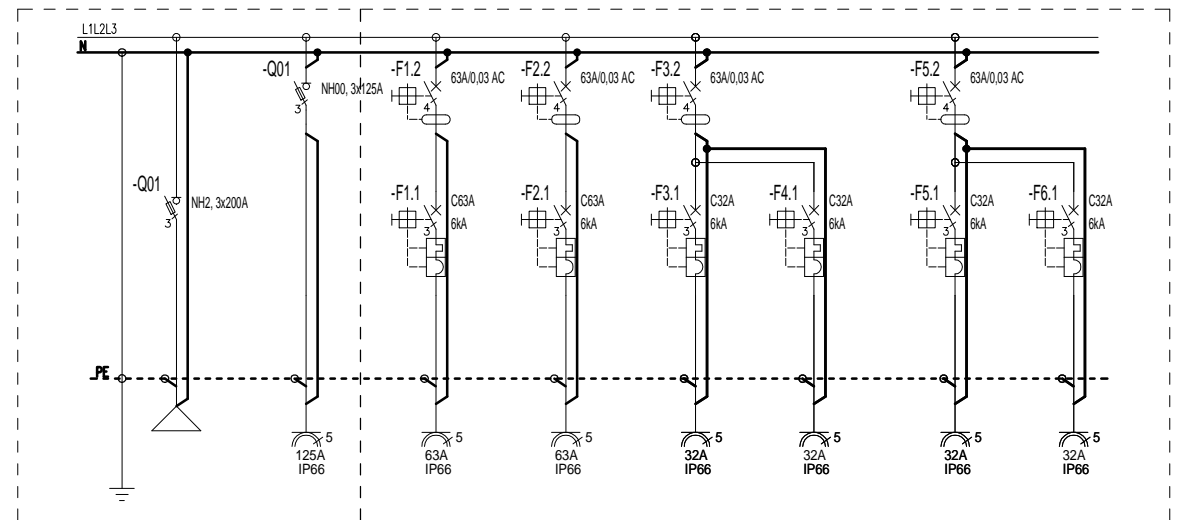 L1L2L3
N
-Q01
NH00, 3x125A
3
-F1.2
63A/0,03 AC
4
-F2.2
63A/0,03 AC
4
-F3.2
63A/0,03 AC
4
-F5.2
63A/0,03 AC
4
-Q01
NH2, 3x200A
3
-F1.1
C63A
6kA
3
-F2.1
C63A
6kA
3
-F3.1
C32A
6kA
3
-F4.1
C32A
6kA
3
-F5.1
C32A
6kA
3
-F6.1
C32A
6kA
3
PE
5
125A
IP66
5
63A
IP66
5
63A
IP66
5
32A
IP66
5
32A
IP66
5
32A
IP66
5
32A
IP66